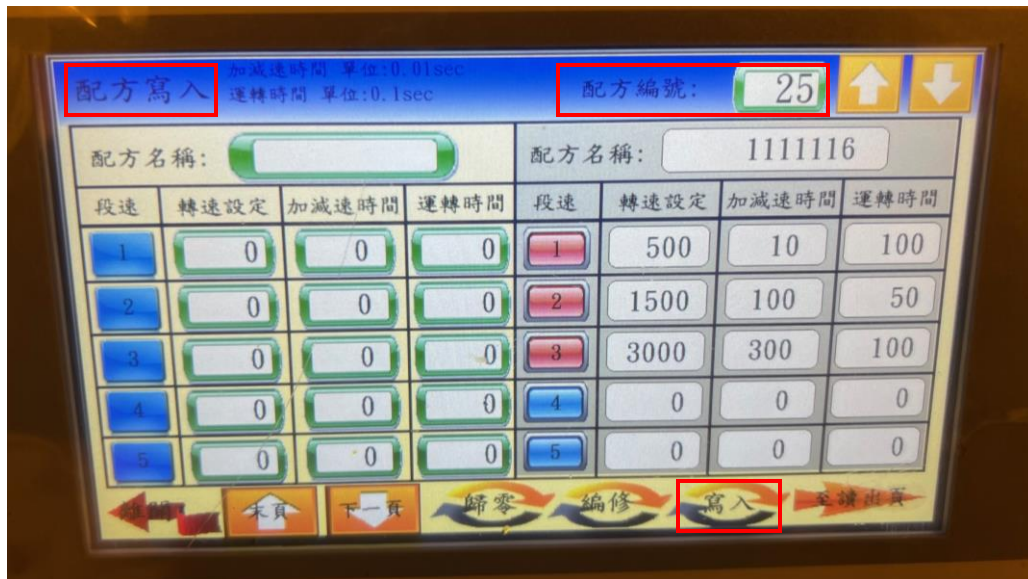 配方寫入
加減速時間 單位:0.01sec
運轉時間 單位:0.1sec
配方編號: 25
配方名稱:
配方名稱: 1111116
段速 轉速設定 加減速時間 運轉時間 段速 轉速設定 加減速時間 運轉時間
1 0 0 0 1 500 10 100
2 0 0 0 2 1500 100 50
3 0 0 0 3 3000 300 100
4 0 0 0 4 0 0 0
5 0 0 0 5 0 0 0
離開 末頁 下一頁 歸零 編修 寫入 至讀出頁